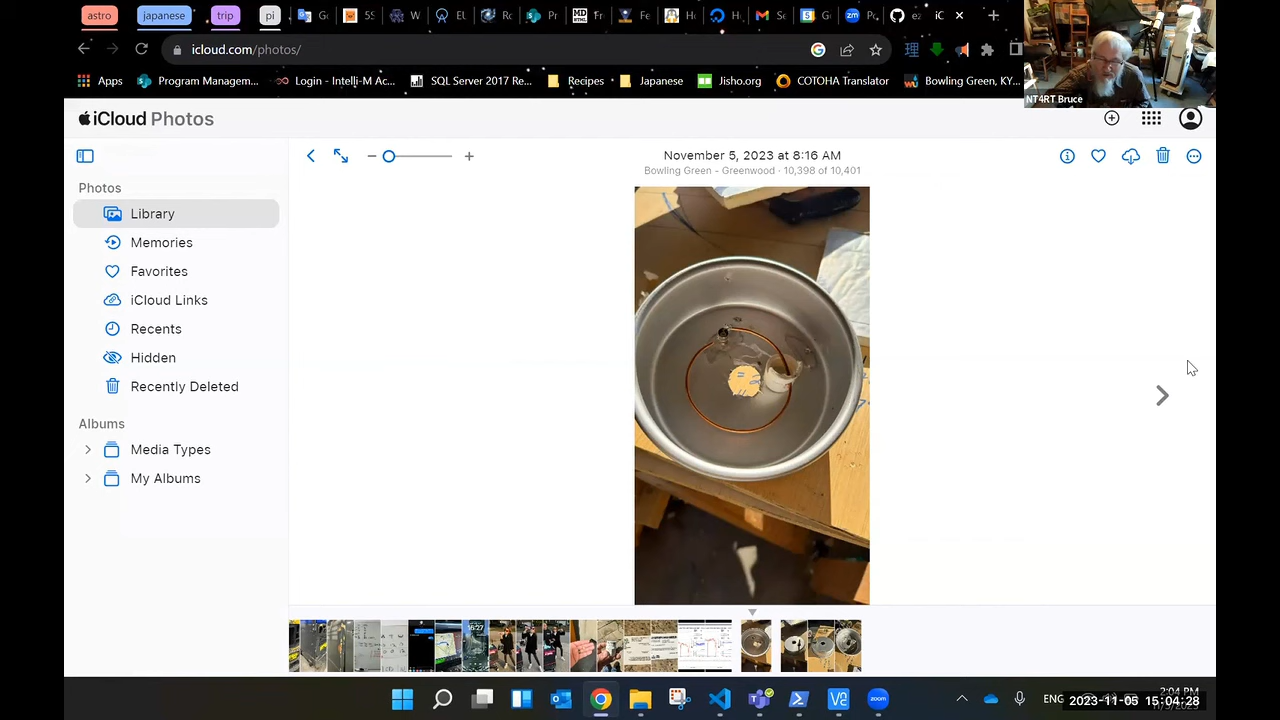 astro japanese trip pi
icloud.com/photos/
Apps Program Managem... Login - Intelli-M Ac... SQL Server 2017 Re... Recipes Japanese Jisho.org COTOHA Translator Bowling Green, KY...
NT4RT Bruce
iCloud Photos
November 5, 2023 at 8:16 AM
Bowling Green - Greenwood · 10,398 of 10,401
Photos
Library
Memories
Favorites
iCloud Links
Recents
Hidden
Recently Deleted
Albums
Media Types
My Albums
ENG
2:04 PM
2023-11-05 15:04:28